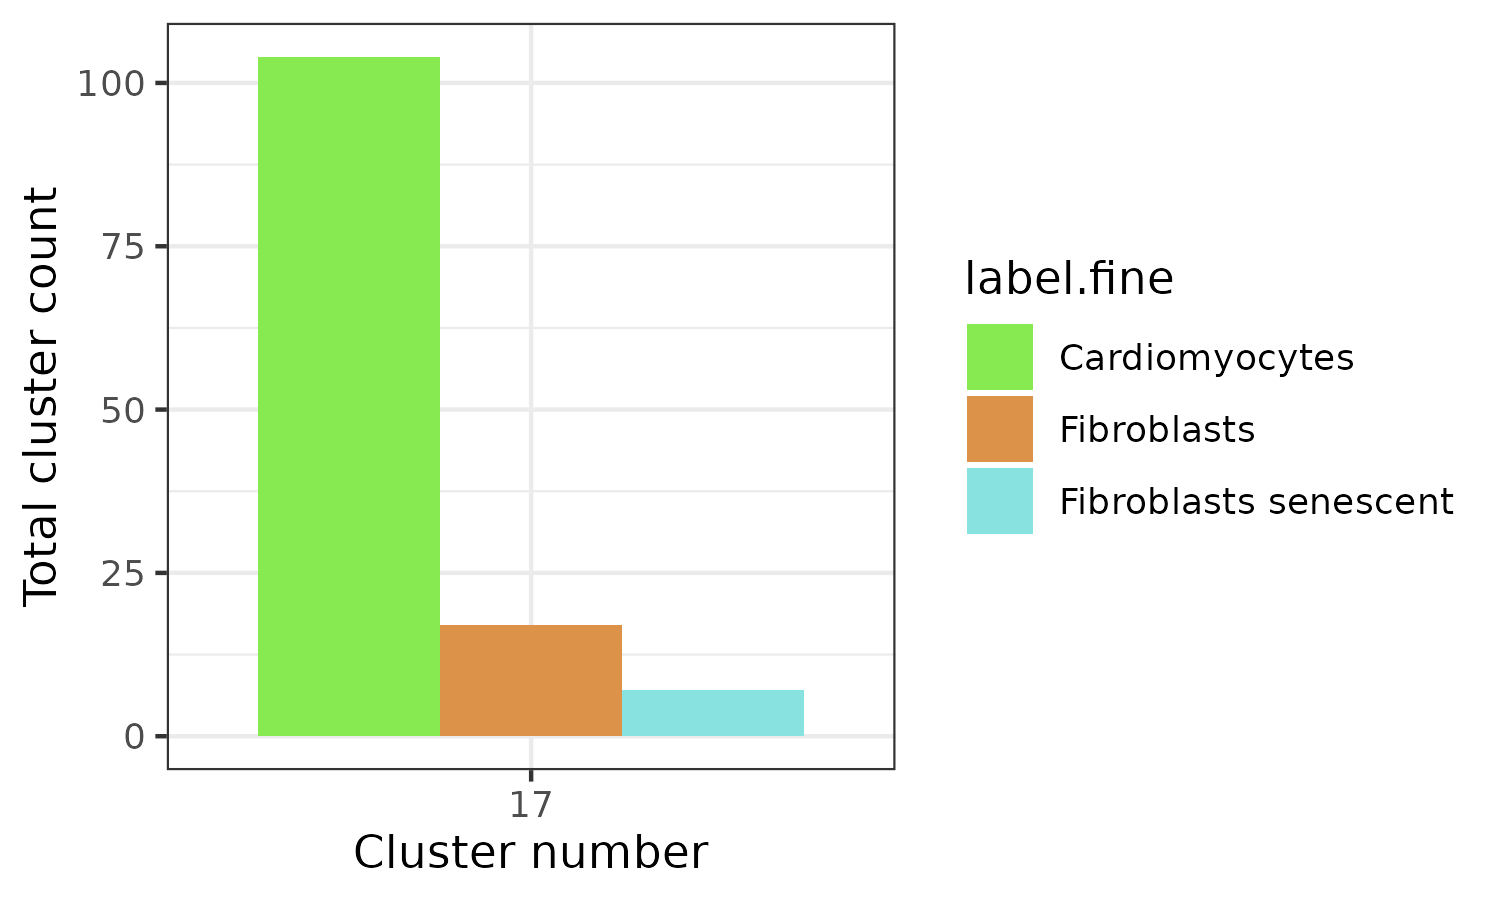 Total cluster count
100
75
50
25
0
17
Cluster number
label.fine
Cardiomyocytes
Fibroblasts
Fibroblasts senescent